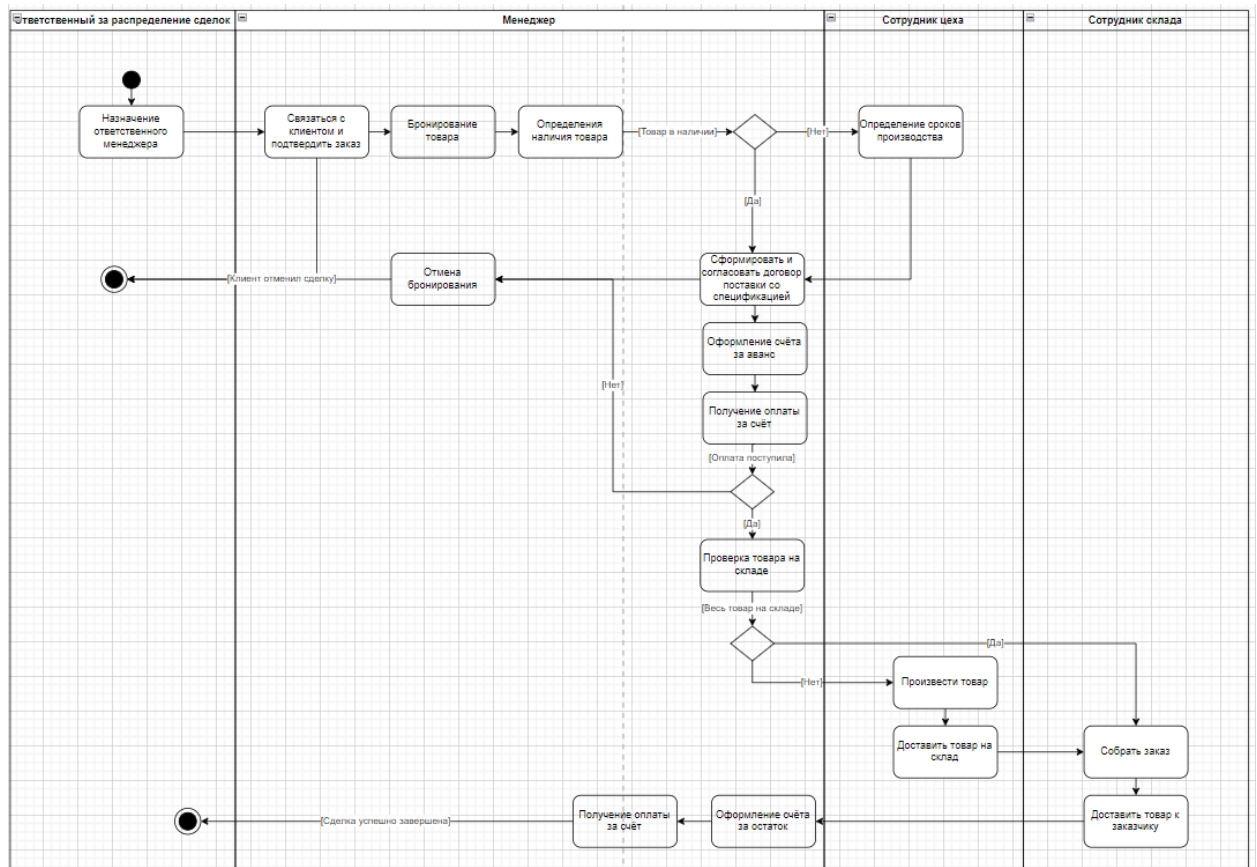 Ответственный за распределение сделок
Менеджер
Сотрудник цеха
Сотрудник склада
Назначение
ответственного
менеджера
Связаться с
клиентом и
подтвердить заказ
Бронирование
товара
Определения
наличия товара
[Товар в наличии]
[Нет]
Определение сроков
производства
[Да]
[Клиент отменил сделку]
Отмена
бронирования
Сформировать и
согласовать договор
поставки со
спецификацией
Оформление счёта
за аванс
[Нет]
Получение оплаты
за счёт
[Оплата поступила]
[Да]
Проверка товара на
складе
[Весь товар на складе]
[Да]
[Нет]
Произвести товар
Доставить товар на
склад
Собрать заказ
[Сделка успешно завершена]
Получение оплаты
за счёт
Оформление счёта
за остаток
Доставить товар к
заказчику